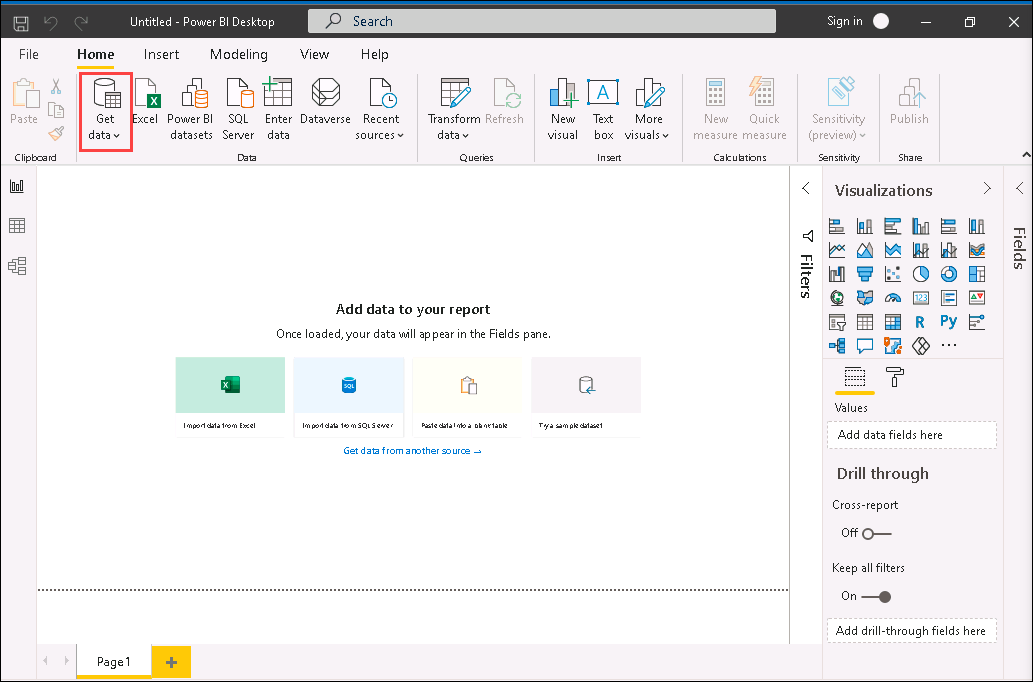 Untitled - Power BI Desktop
Search
Sign in
File Home Insert Modeling View Help
Paste
Get data
Excel
Power BI datasets
SQL Server
Enter data
Dataverse
Recent sources
Transform data
Refresh
New visual
Text box
More visuals
New measure
Quick measure
Sensitivity (preview)
Publish
Clipboard Data Queries Insert Calculations Sensitivity Share
Filters
Visualizations
Fields
123
R
Py
Add data to your report
Once loaded, your data will appear in the Fields pane.
SQL
Import data from Excel
Import data from SQL Server
Paste data into a blank table
Try a sample dataset
Get data from another source →
Values
Add data fields here
Drill through
Cross-report
Off
Keep all filters
On
Add drill-through fields here
Page1
+